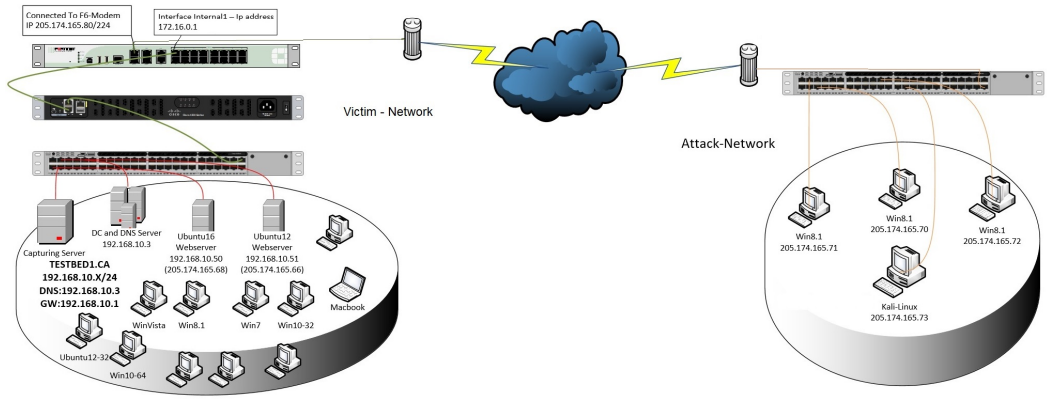 Connected To F6-Modem
IP 205.174.165.80/224
Interface Internal1 – Ip address
172.16.0.1
Victim - Network
Attack-Network
Capturing Server
DC and DNS Server
192.168.10.3
Ubuntu16
Webserver
192.168.10.50
(205.174.165.68)
Ubuntu12
Webserver
192.168.10.51
(205.174.165.66)
TESTBED1.CA
192.168.10.X/24
DNS:192.168.10.3
GW:192.168.10.1
Macbook
WinVista
Win8.1
Win7
Win10-32
Ubuntu12-32
Win10-64
Win8.1
205.174.165.71
Win8.1
205.174.165.70
Win8.1
205.174.165.72
Kali-Linux
205.174.165.73